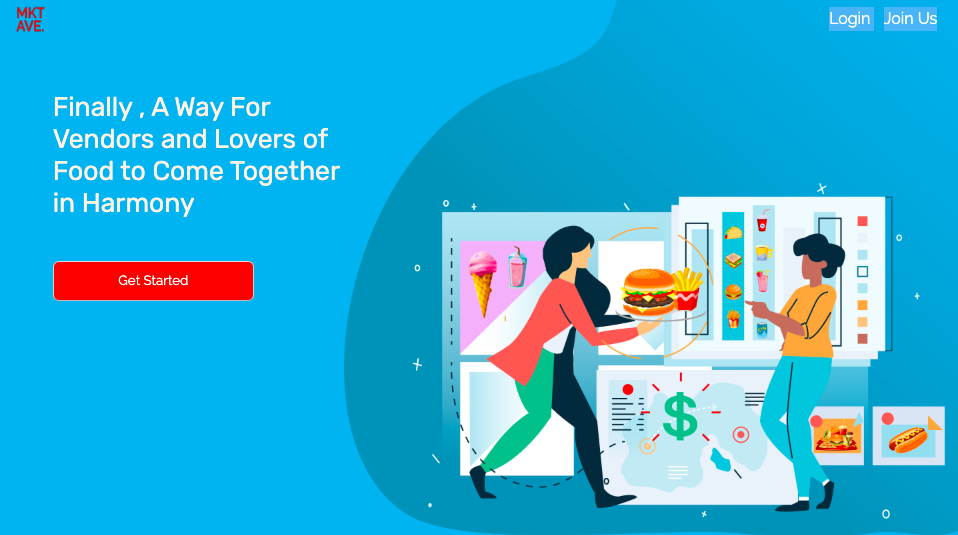 MKT
AVE.
Login Join Us
Finally , A Way For
Vendors and Lovers of
Food to Come Together
in Harmony
Get Started
$